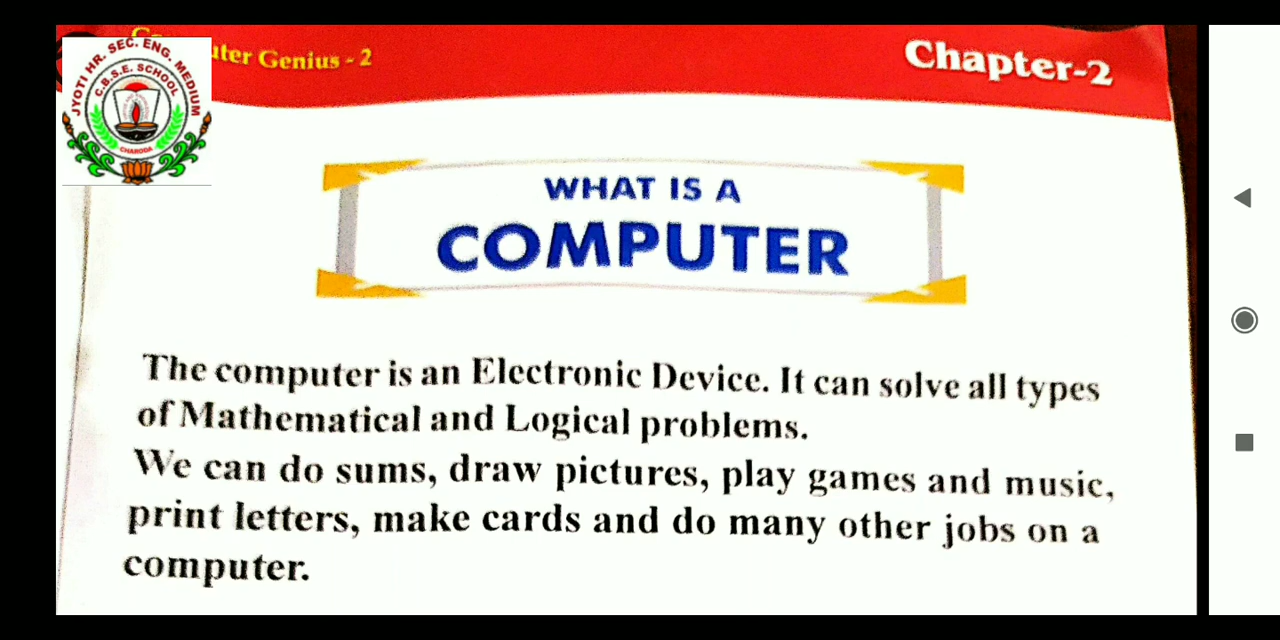 JYOTI HR. SEC. ENG. MEDIUM
C.B.S.E. SCHOOL
CHARODA
Genius - 2
Chapter-2
WHAT IS A
COMPUTER
The computer is an Electronic Device. It can solve all types
of Mathematical and Logical problems.
We can do sums, draw pictures, play games and music,
print letters, make cards and do many other jobs on a
computer.